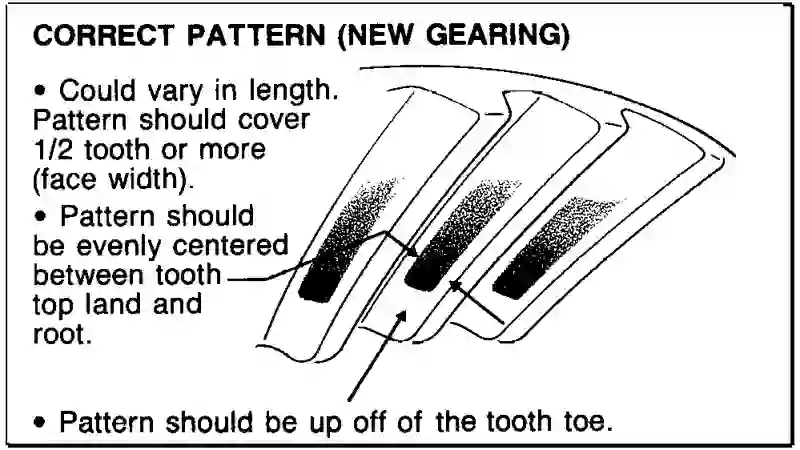 CORRECT PATTERN (NEW GEARING)
• Could vary in length.
Pattern should cover
1/2 tooth or more
(face width).
• Pattern should
be evenly centered
between tooth
top land and
root.
• Pattern should be up off of the tooth toe.